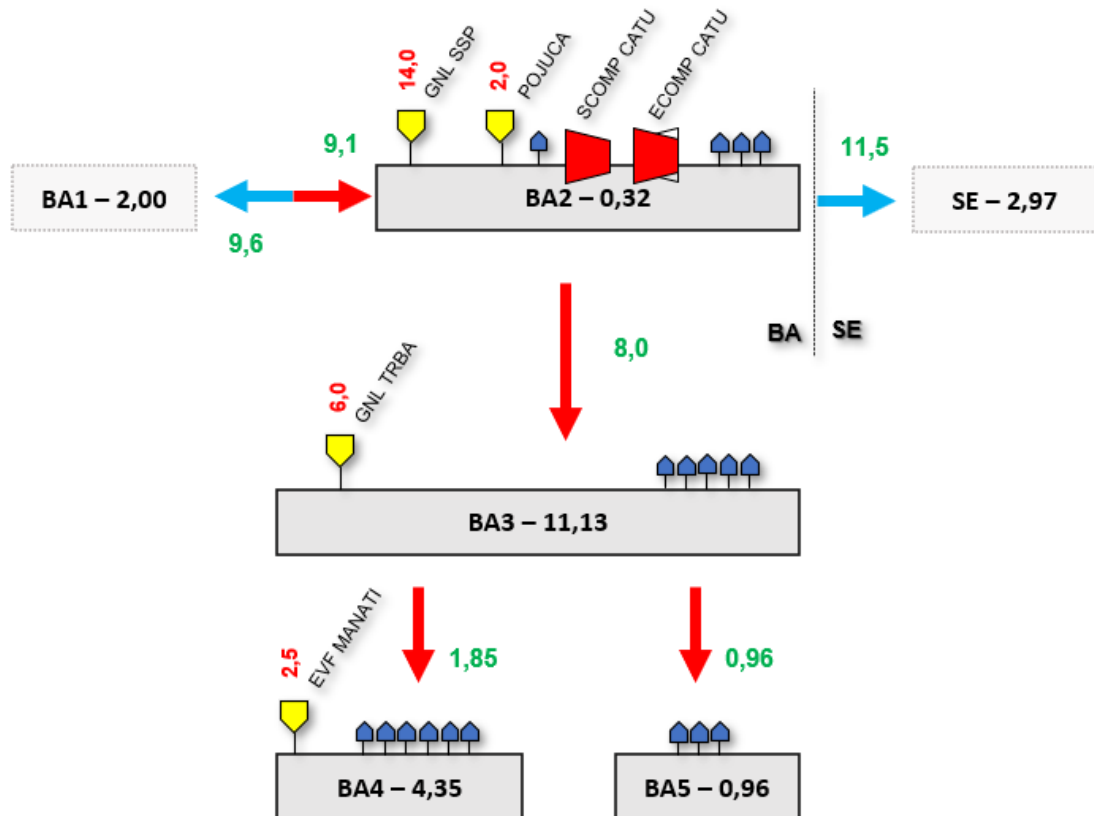 14,0
GNL SSP
2,0
POJUCA
SCOMP CATU
ECOMP CATU
9,1
11,5
BA1 – 2,00
BA2 – 0,32
SE – 2,97
9,6
BA
SE
8,0
6,0
GNL TRBA
BA3 – 11,13
2,5
EVF MANATI
1,85
0,96
BA4 – 4,35
BA5 – 0,96